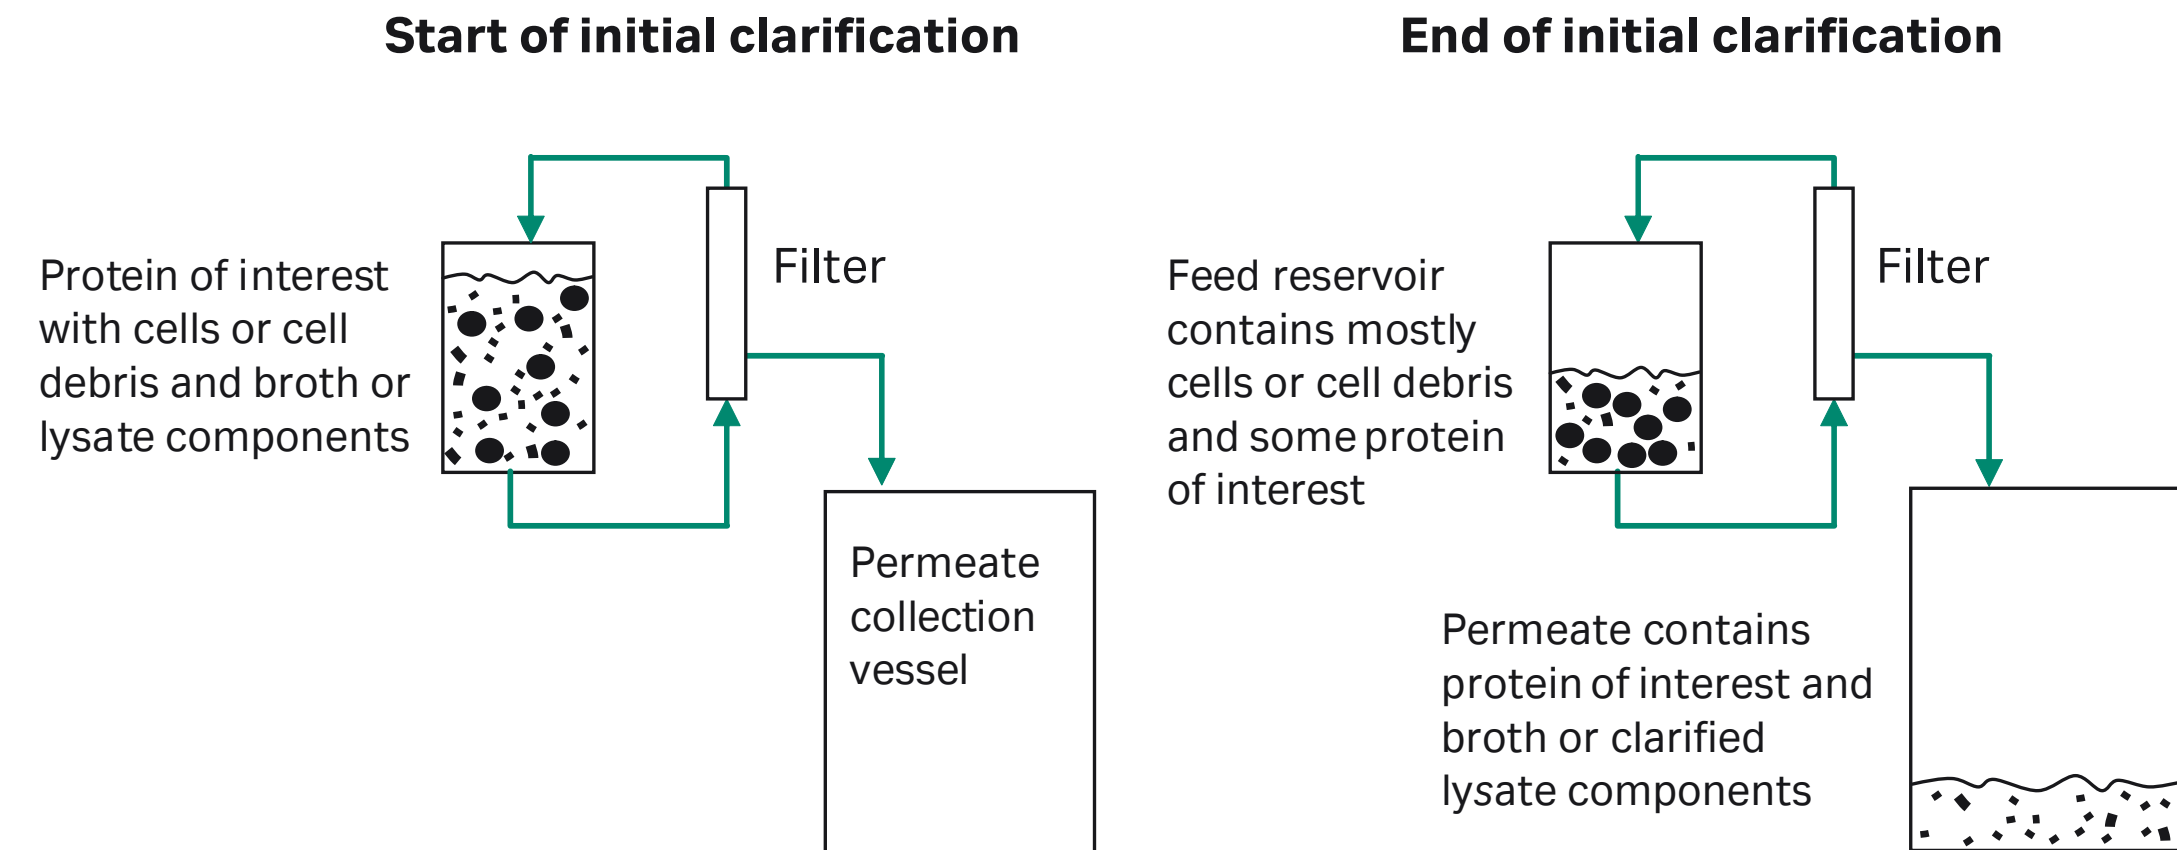 Start of initial clarification
Protein of interest
with cells or cell
debris and broth or
lysate components
Filter
Permeate
collection
vessel
End of initial clarification
Feed reservoir
contains mostly
cells or cell debris
and some protein
of interest
Filter
Permeate contains
protein of interest and
broth or clarified
lysate components